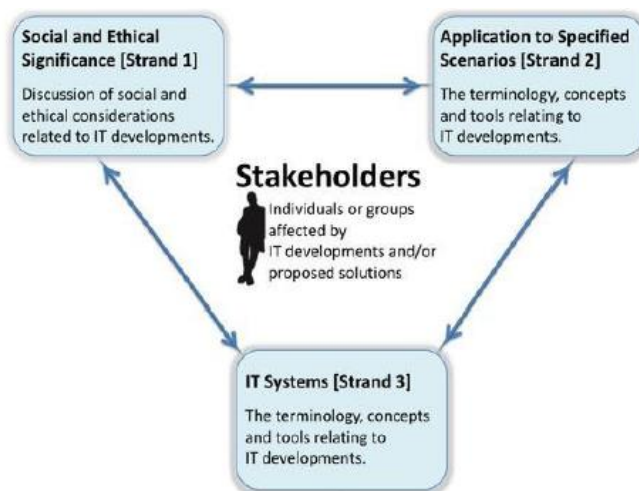 Social and Ethical
Significance [Strand 1]
Discussion of social and
ethical considerations
related to IT developments.
Application to Specified
Scenarios [Strand 2]
The terminology, concepts
and tools relating to
IT developments.
Stakeholders
Individuals or groups
affected by
IT developments and/or
proposed solutions
IT Systems [Strand 3]
The terminology, concepts
and tools relating to
IT developments.